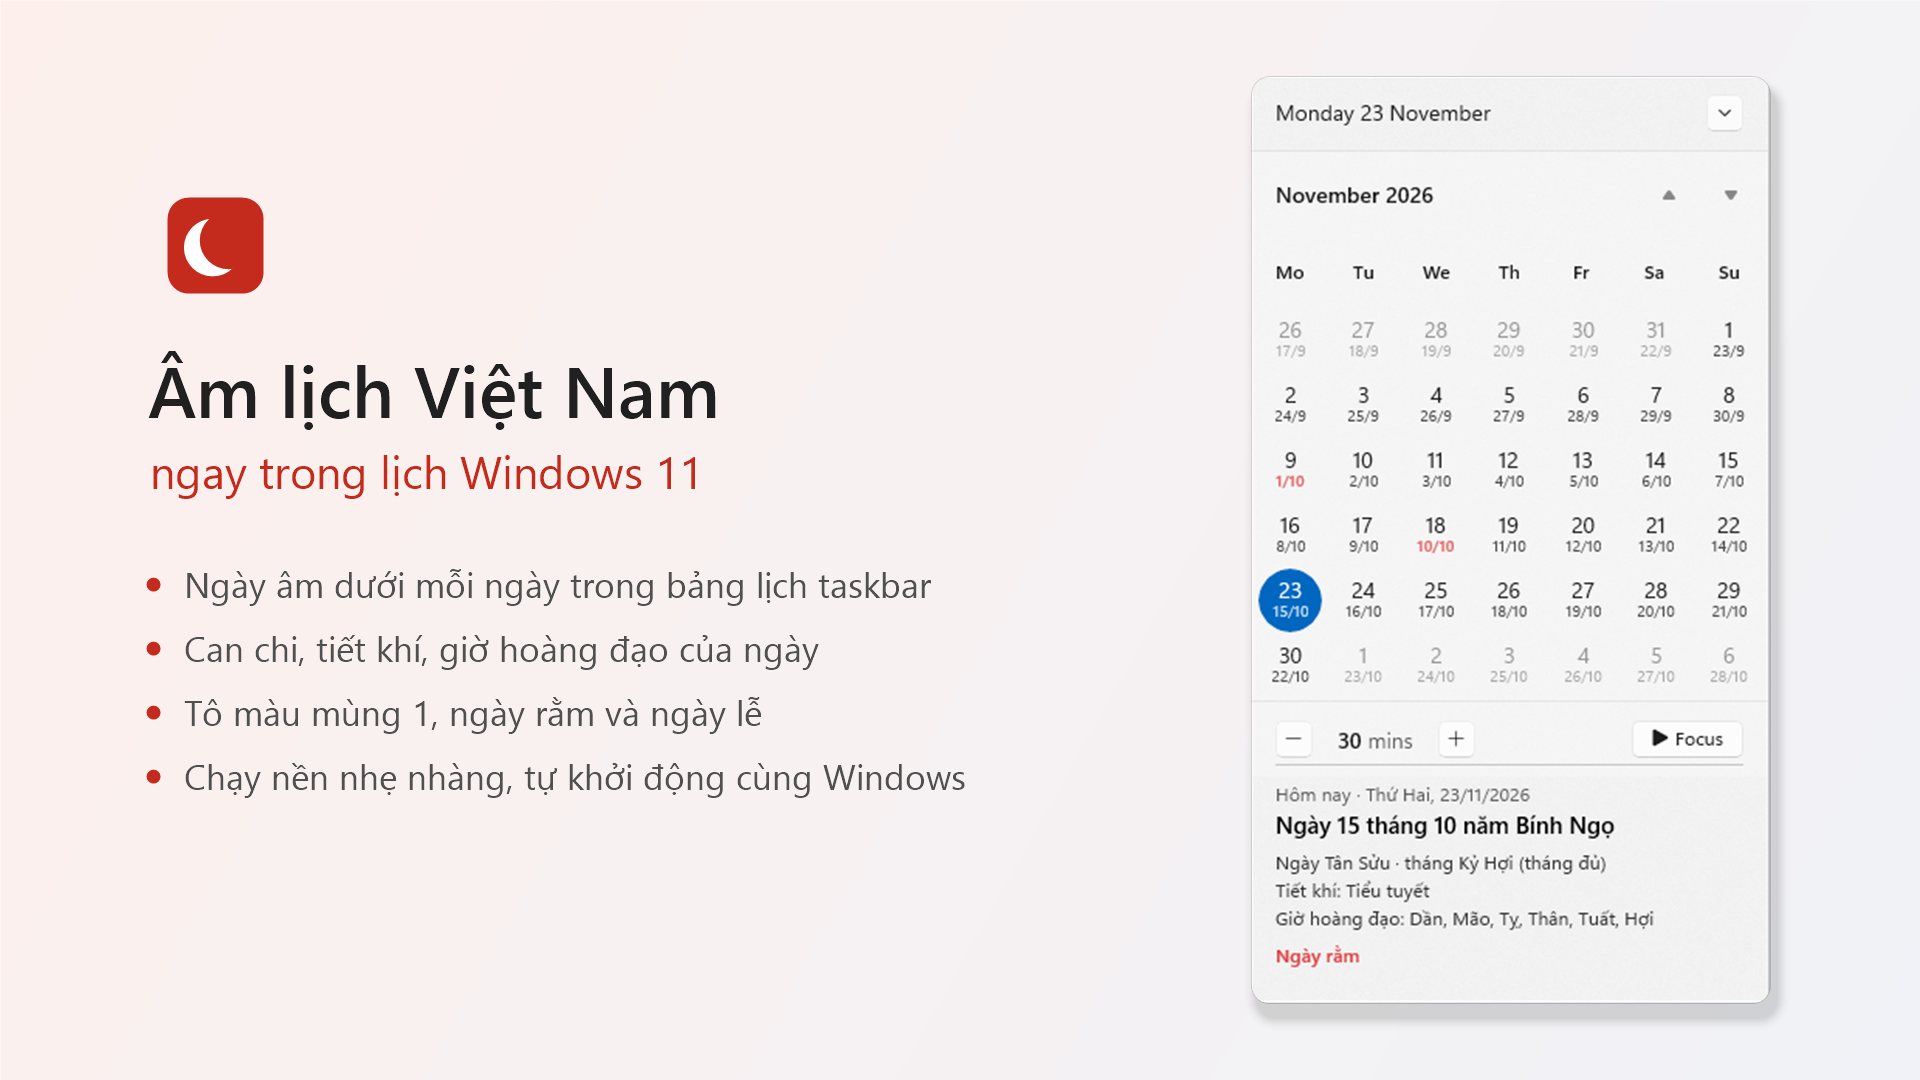 Âm lịch Việt Nam
ngay trong lịch Windows 11
Ngày âm dưới mỗi ngày trong bảng lịch taskbar
Can chi, tiết khí, giờ hoàng đạo của ngày
Tô màu mùng 1, ngày rằm và ngày lễ
Chạy nền nhẹ nhàng, tự khởi động cùng Windows
Monday 23 November
November 2026
Mo Tu We Th Fr Sa Su
26 27 28 29 30 31 1
17/9 18/9 19/9 20/9 21/9 22/9 23/9
2 3 4 5 6 7 8
24/9 25/9 26/9 27/9 28/9 29/9 30/9
9 10 11 12 13 14 15
1/10 2/10 3/10 4/10 5/10 6/10 7/10
16 17 18 19 20 21 22
8/10 9/10 10/10 11/10 12/10 13/10 14/10
23 24 25 26 27 28 29
15/10 16/10 17/10 18/10 19/10 20/10 21/10
30 1 2 3 4 5 6
22/10 23/10 24/10 25/10 26/10 27/10 28/10
30 mins Focus
Hôm nay · Thứ Hai, 23/11/2026
Ngày 15 tháng 10 năm Bính Ngọ
Ngày Tân Sửu · tháng Kỷ Hợi (tháng đủ)
Tiết khí: Tiểu tuyết
Giờ hoàng đạo: Dần, Mão, Tỵ, Thân, Tuất, Hợi
Ngày rằm